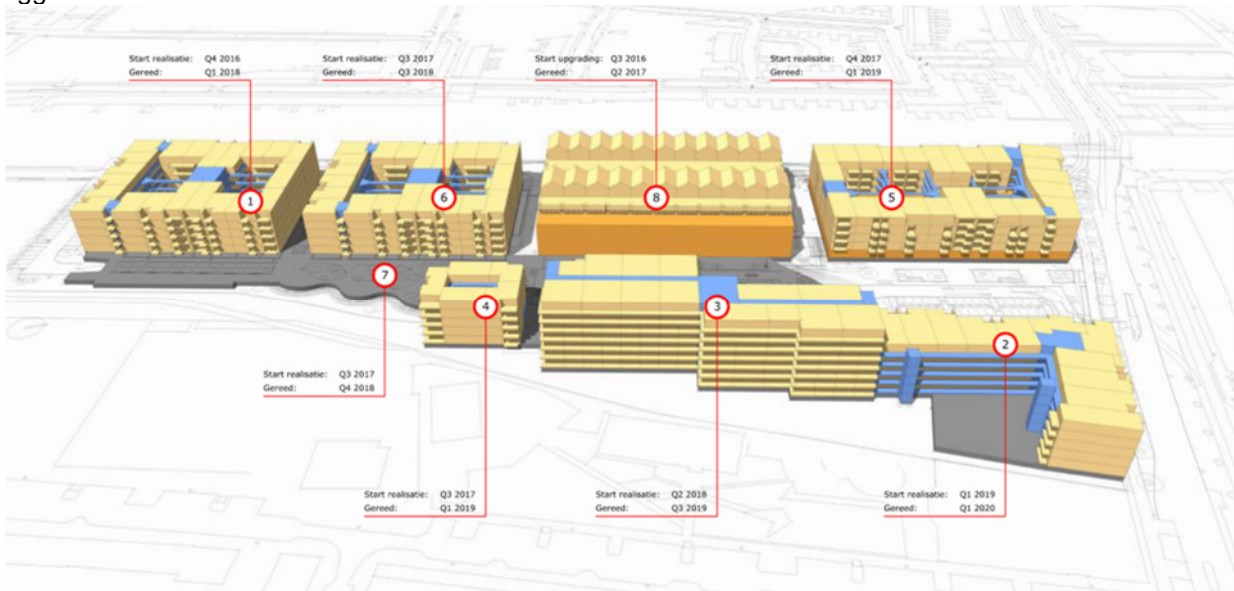 Start realisatie: Q4 2016
Gereed: Q1 2018
Start realisatie: Q3 2017
Gereed: Q3 2018
Start upgrading: Q3 2016
Gereed: Q2 2017
Start realisatie: Q4 2017
Gereed: Q1 2019
1
6
8
5
7
4
3
2
Start realisatie: Q3 2017
Gereed: Q4 2018
Start realisatie: Q3 2017
Gereed: Q1 2019
Start realisatie: Q2 2018
Gereed: Q3 2019
Start realisatie: Q1 2019
Gereed: Q1 2020